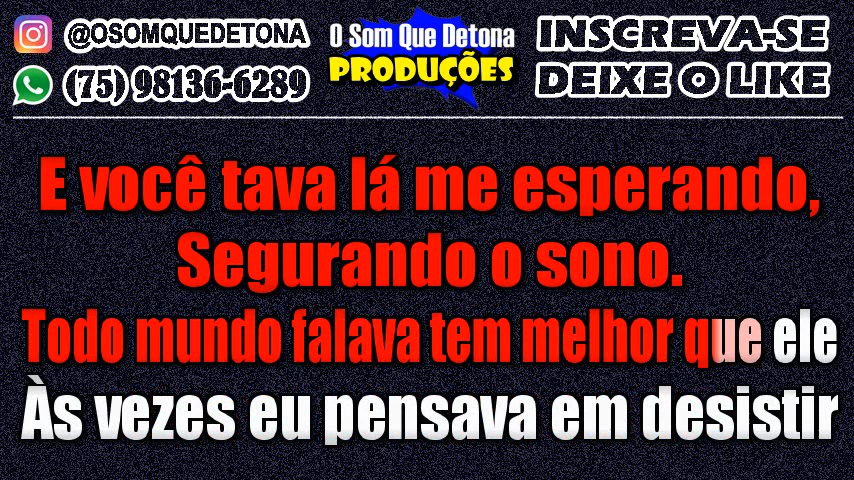 @OSOMQUEDETONA
(75) 98136-6289
O Som Que Detona
PRODUÇÕES
INSCREVA-SE
DEIXE O LIKE
E você tava lá me esperando,
Segurando o sono.
Todo mundo falava tem melhor que ele
Às vezes eu pensava em desistir